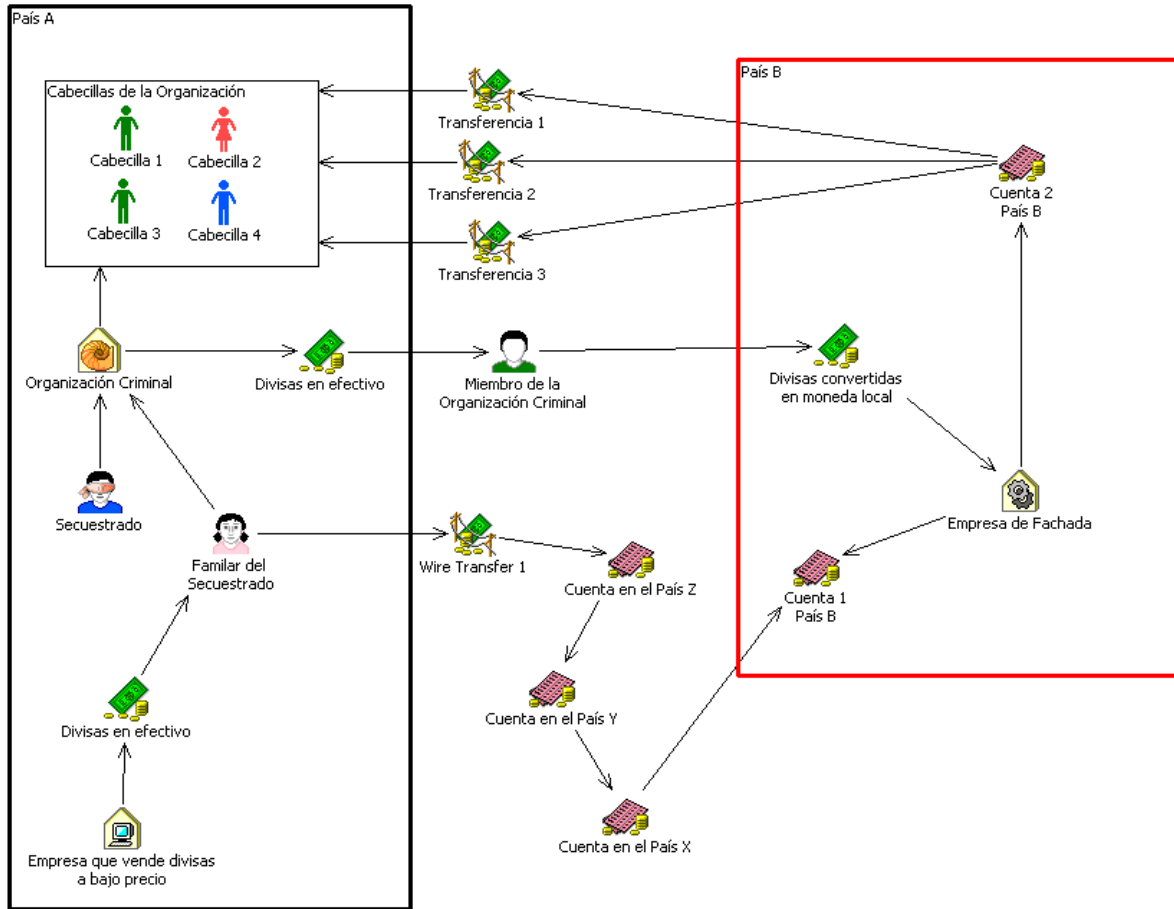 País A
Cabecillas de la Organización
Cabecilla 1
Cabecilla 2
Cabecilla 3
Cabecilla 4
Transferencia 1
Transferencia 2
Transferencia 3
País B
Cuenta 2
País B
Organización Criminal
Divisas en efectivo
Miembro de la
Organización Criminal
Divisas convertidas
en moneda local
Secuestrado
Familar del
Secuestrado
Wire Transfer 1
Cuenta en el País Z
Empresa de Fachada
Cuenta 1
País B
Divisas en efectivo
Cuenta en el País Y
Empresa que vende divisas
a bajo precio
Cuenta en el País X